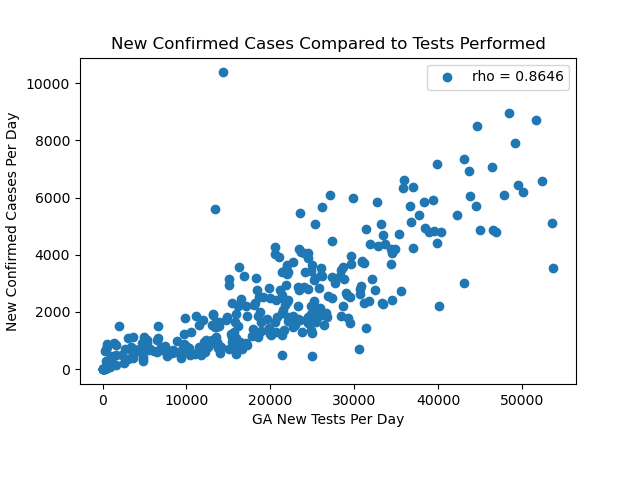 New Confirmed Cases Compared to Tests Performed
rho = 0.8646
New Confirmed Caeses Per Day
10000
8000
6000
4000
2000
0
0 10000 20000 30000 40000 50000
GA New Tests Per Day